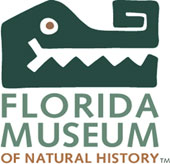 FLORIDA
MUSEUM
OF NATURAL HISTORY™